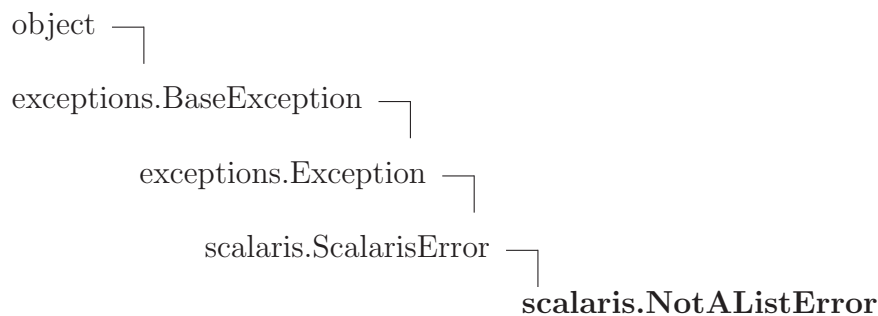 object
exceptions.BaseException
exceptions.Exception
scalaris.ScalarisError
scalaris.NotAListError